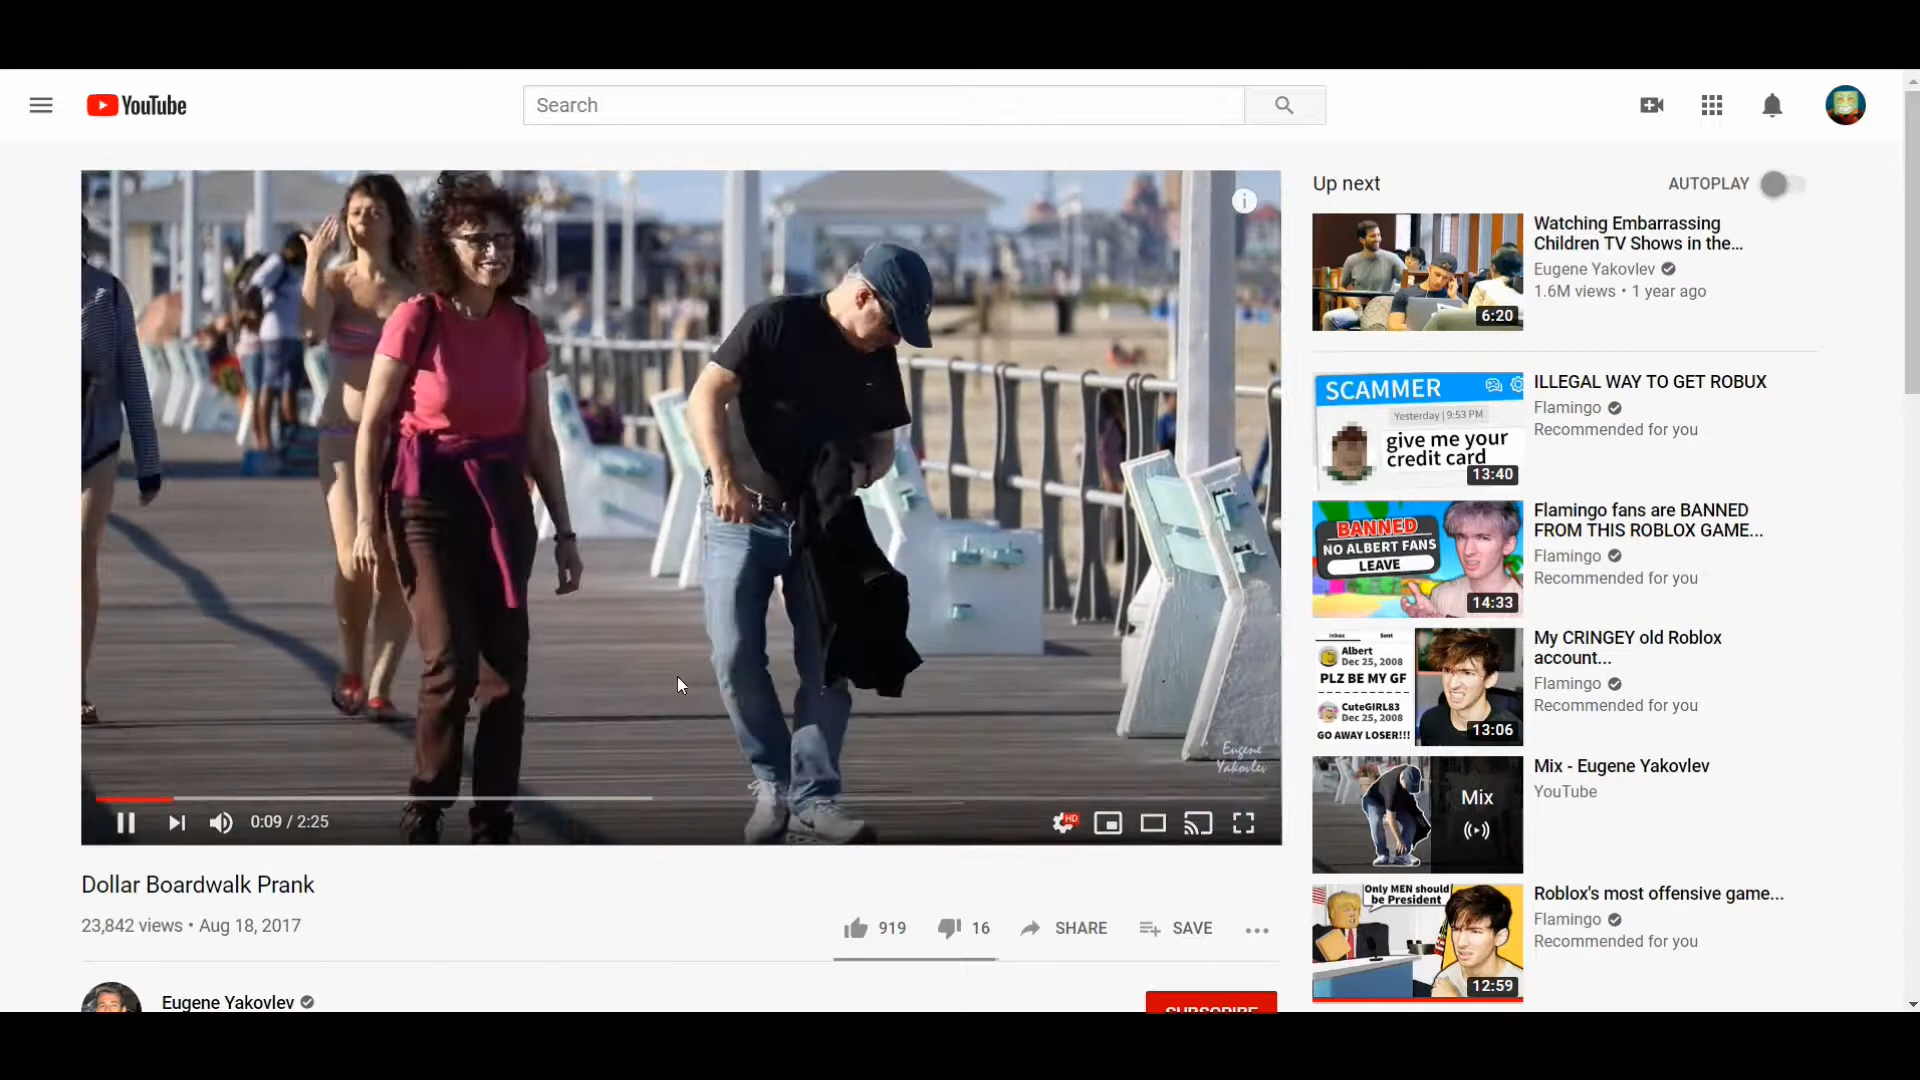 YouTube
Search
Up next
AUTOPLAY
Watching Embarrassing
Children TV Shows in the...
Eugene Yakovlev
1.6M views • 1 year ago
6:20
SCAMMER
Yesterday | 9:53 PM
give me your
credit card
13:40
ILLEGAL WAY TO GET ROBUX
Flamingo
Recommended for you
BANNED
NO ALBERT FANS
LEAVE
14:33
Flamingo fans are BANNED
FROM THIS ROBLOX GAME...
Flamingo
Recommended for you
Inbox Sent
Albert
Dec 25, 2008
PLZ BE MY GF
CuteGIRL83
Dec 25, 2008
GO AWAY LOSER!!!
13:06
My CRINGEY old Roblox
account...
Flamingo
Recommended for you
Mix
Mix - Eugene Yakovlev
YouTube
Only MEN should
be President
12:59
Roblox's most offensive game...
Flamingo
Recommended for you
Eugene
Yakovlev
0:09 / 2:25
HD
Dollar Boardwalk Prank
23,842 views • Aug 18, 2017
919
16
SHARE
SAVE
Eugene Yakovlev
SUBSCRIBE